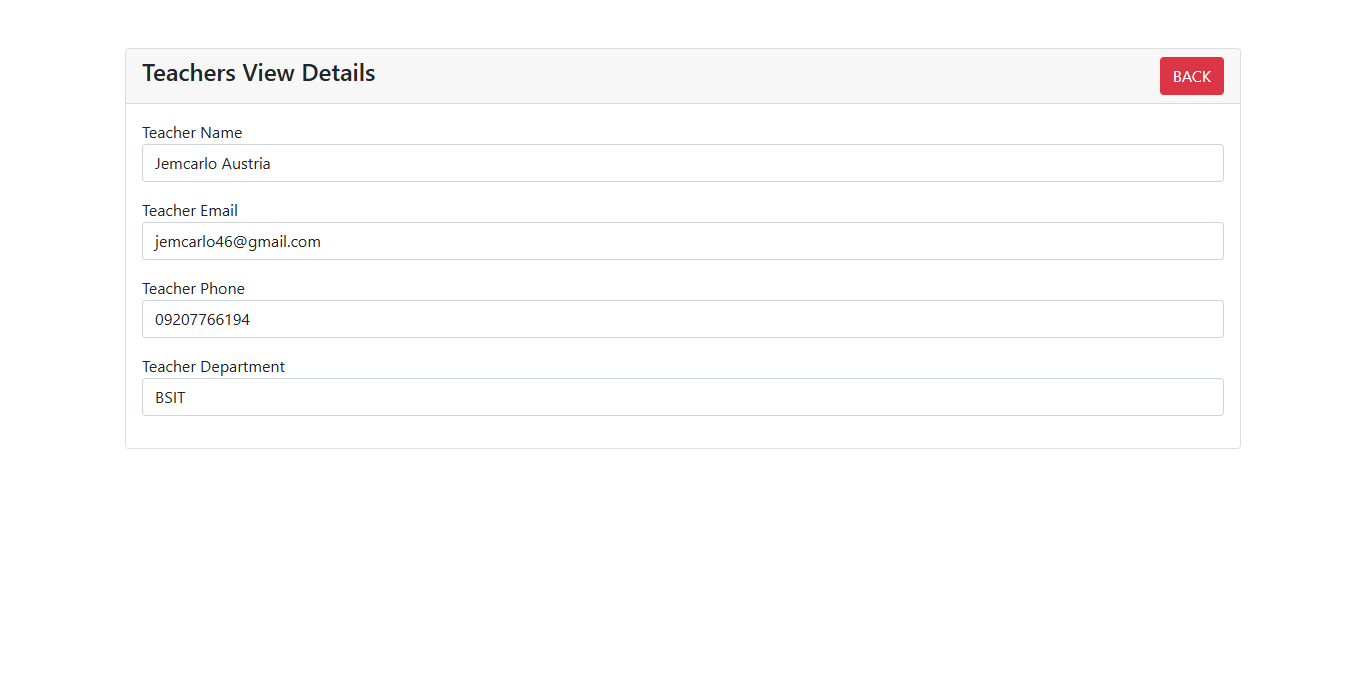 Teachers View Details
BACK
Teacher Name
Jemcarlo Austria
Teacher Email
jemcarlo46@gmail.com
Teacher Phone
09207766194
Teacher Department
BSIT